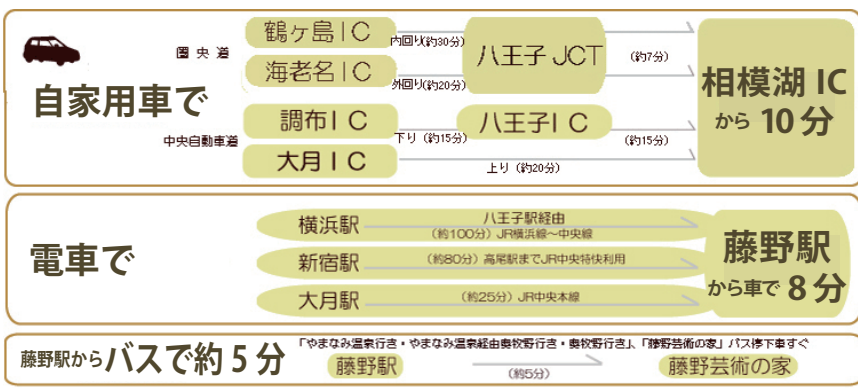 鶴ヶ島IC
内回り(約30分)
圏央道
八王子JCT
(約7分)
海老名IC
外回り(約20分)
自家用車で
相模湖IC
から10分
調布IC
八王子IC
中央自動車道
下り(約15分)
(約15分)
大月IC
上り(約20分)
電車で
横浜駅
八王子駅経由
(約100分)JR横浜線〜中央線
新宿駅
(約80分)高尾駅までJR中央特快利用
大月駅
(約25分)JR中央本線
藤野駅
から車で8分
藤野駅からバスで約5分
「やまなみ温泉行き・やまなみ温泉経由奥牧野行き・奥牧野行き」、「藤野芸術の家」バス停下車すぐ
藤野駅
(約5分)
藤野芸術の家